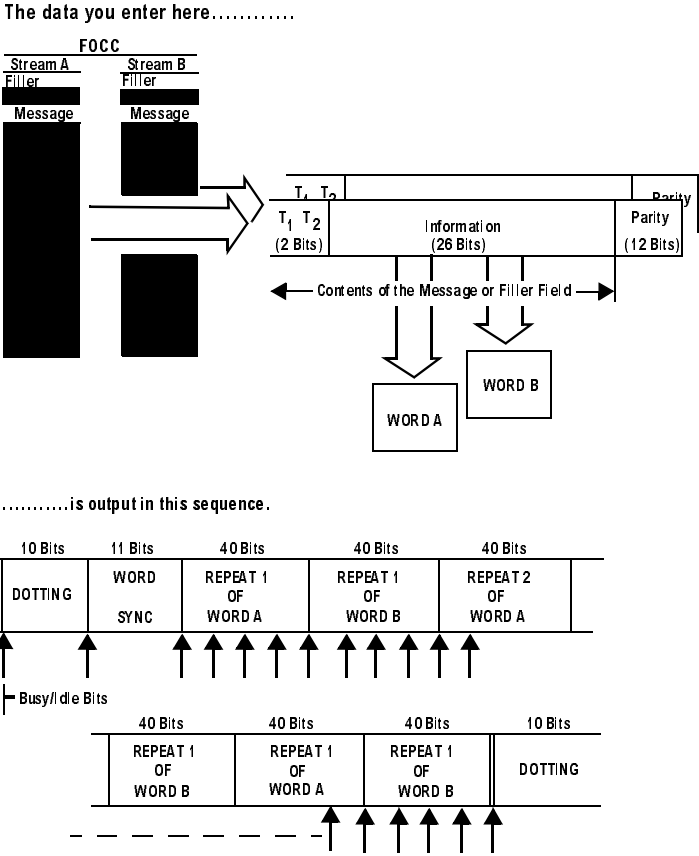 The data you enter here............
FOCC
Stream A Stream B
Filler Filler
Message Message
T1 T2 Parity
T1 T2 Information Parity
(2 Bits) (26 Bits) (12 Bits)
Contents of the Message or Filler Field
WORD A WORD B
...........is output in this sequence.
10 Bits 11 Bits 40 Bits 40 Bits 40 Bits
DOTTING
WORD
SYNC
REPEAT 1
OF
WORD A
REPEAT 1
OF
WORD B
REPEAT 2
OF
WORD A
Busy/Idle Bits
40 Bits 40 Bits 40 Bits 10 Bits
REPEAT 1
OF
WORD B
REPEAT 1
OF
WORD A
REPEAT 1
OF
WORD B
DOTTING